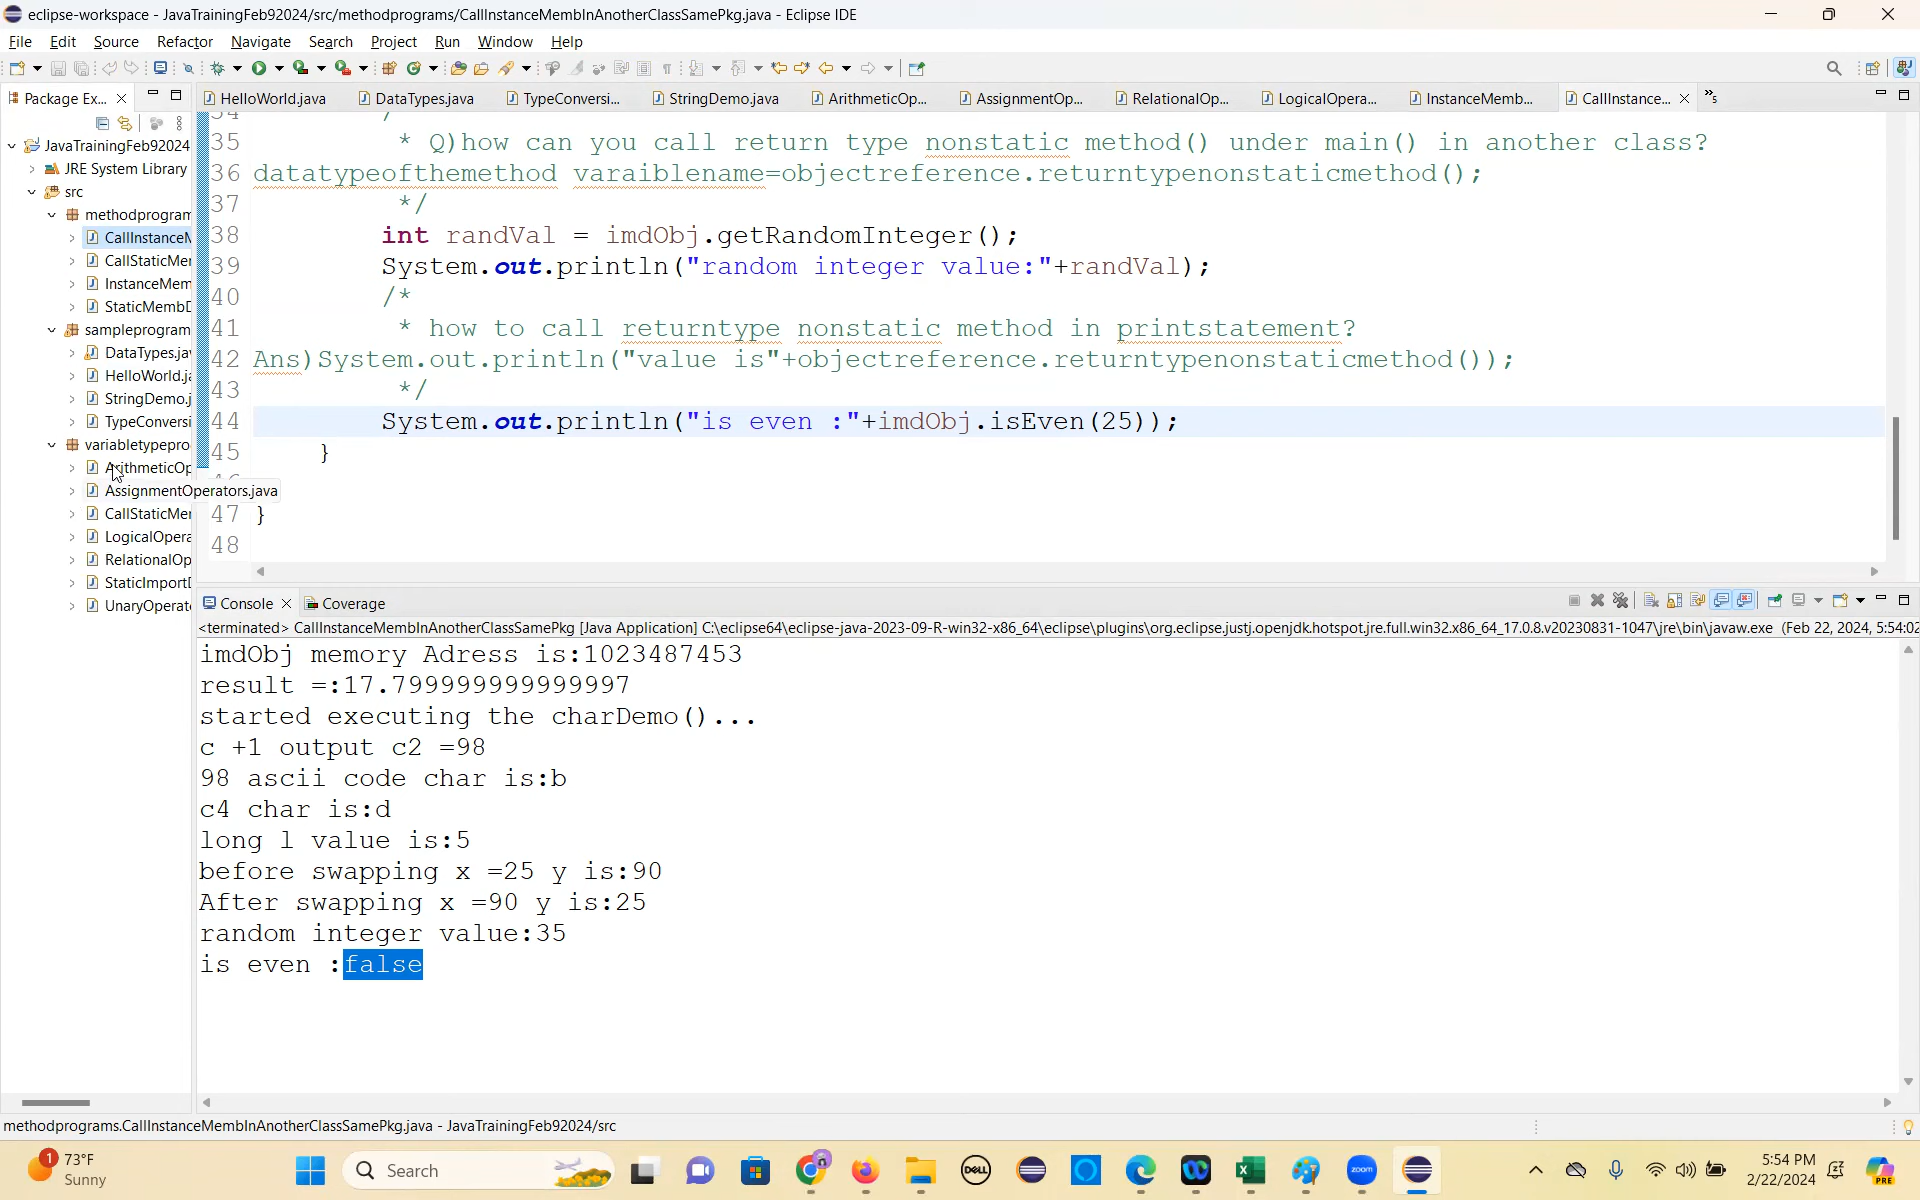 eclipse-workspace - JavaTrainingFeb92024/src/methodprograms/CallInstanceMembInAnotherClassSamePkg.java - Eclipse IDE
File Edit Source Refactor Navigate Search Project Run Window Help
Package Ex...
HelloWorld.java DataTypes.java TypeConversi... StringDemo.java ArithmeticOp... AssignmentOp... RelationalOp... LogicalOpera... InstanceMemb... CallInstance... »5
JavaTrainingFeb92024
JRE System Library
src
methodprogram
CallInstanceM
CallStaticMer
InstanceMem
StaticMembD
sampleprogram
DataTypes.jav
HelloWorld.ja
StringDemo.j
TypeConversi
variabletypepro
ArithmeticOp
AssignmentOperators.java
CallStaticMer
LogicalOpera
RelationalOp
StaticImportD
UnaryOperato
34 /*
35 * Q)how can you call return type nonstatic method() under main() in another class?
36 datatypeofthemethod varaiblename=objectreference.returntypenonstaticmethod();
37 */
38 int randVal = imdObj.getRandomInteger();
39 System.out.println("random integer value:"+randVal);
40 /*
41 * how to call returntype nonstatic method in printstatement?
42 Ans)System.out.println("value is"+objectreference.returntypenonstaticmethod());
43 */
44 System.out.println("is even :"+imdObj.isEven(25));
45 }
47 }
48
Console Coverage
<terminated> CallInstanceMembInAnotherClassSamePkg [Java Application] C:\eclipse64\eclipse-java-2023-09-R-win32-x86_64\eclipse\plugins\org.eclipse.justj.openjdk.hotspot.jre.full.win32.x86_64_17.0.8.v20230831-1047\jre\bin\javaw.exe (Feb 22, 2024, 5:54:02
imdObj memory Adress is:1023487453
result =:17.799999999999997
started executing the charDemo()...
c +1 output c2 =98
98 ascii code char is:b
c4 char is:d
long l value is:5
before swapping x =25 y is:90
After swapping x =90 y is:25
random integer value:35
is even :false
methodprograms.CallInstanceMembInAnotherClassSamePkg.java - JavaTrainingFeb92024/src
1
73°F
Sunny
Search
DELL
zoom
5:54 PM
2/22/2024
PRE